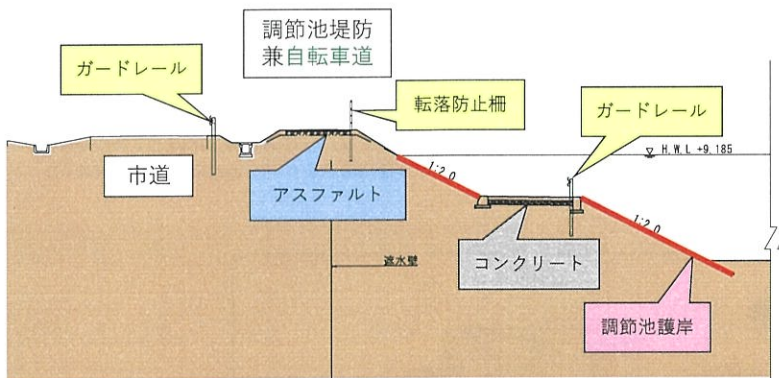 調節池堤防
兼自転車道
ガードレール
転落防止柵
ガードレール
H.W.L +9.185
市道
アスファルト
1:2.0
1:2.0
コンクリート
遮水壁
調節池護岸